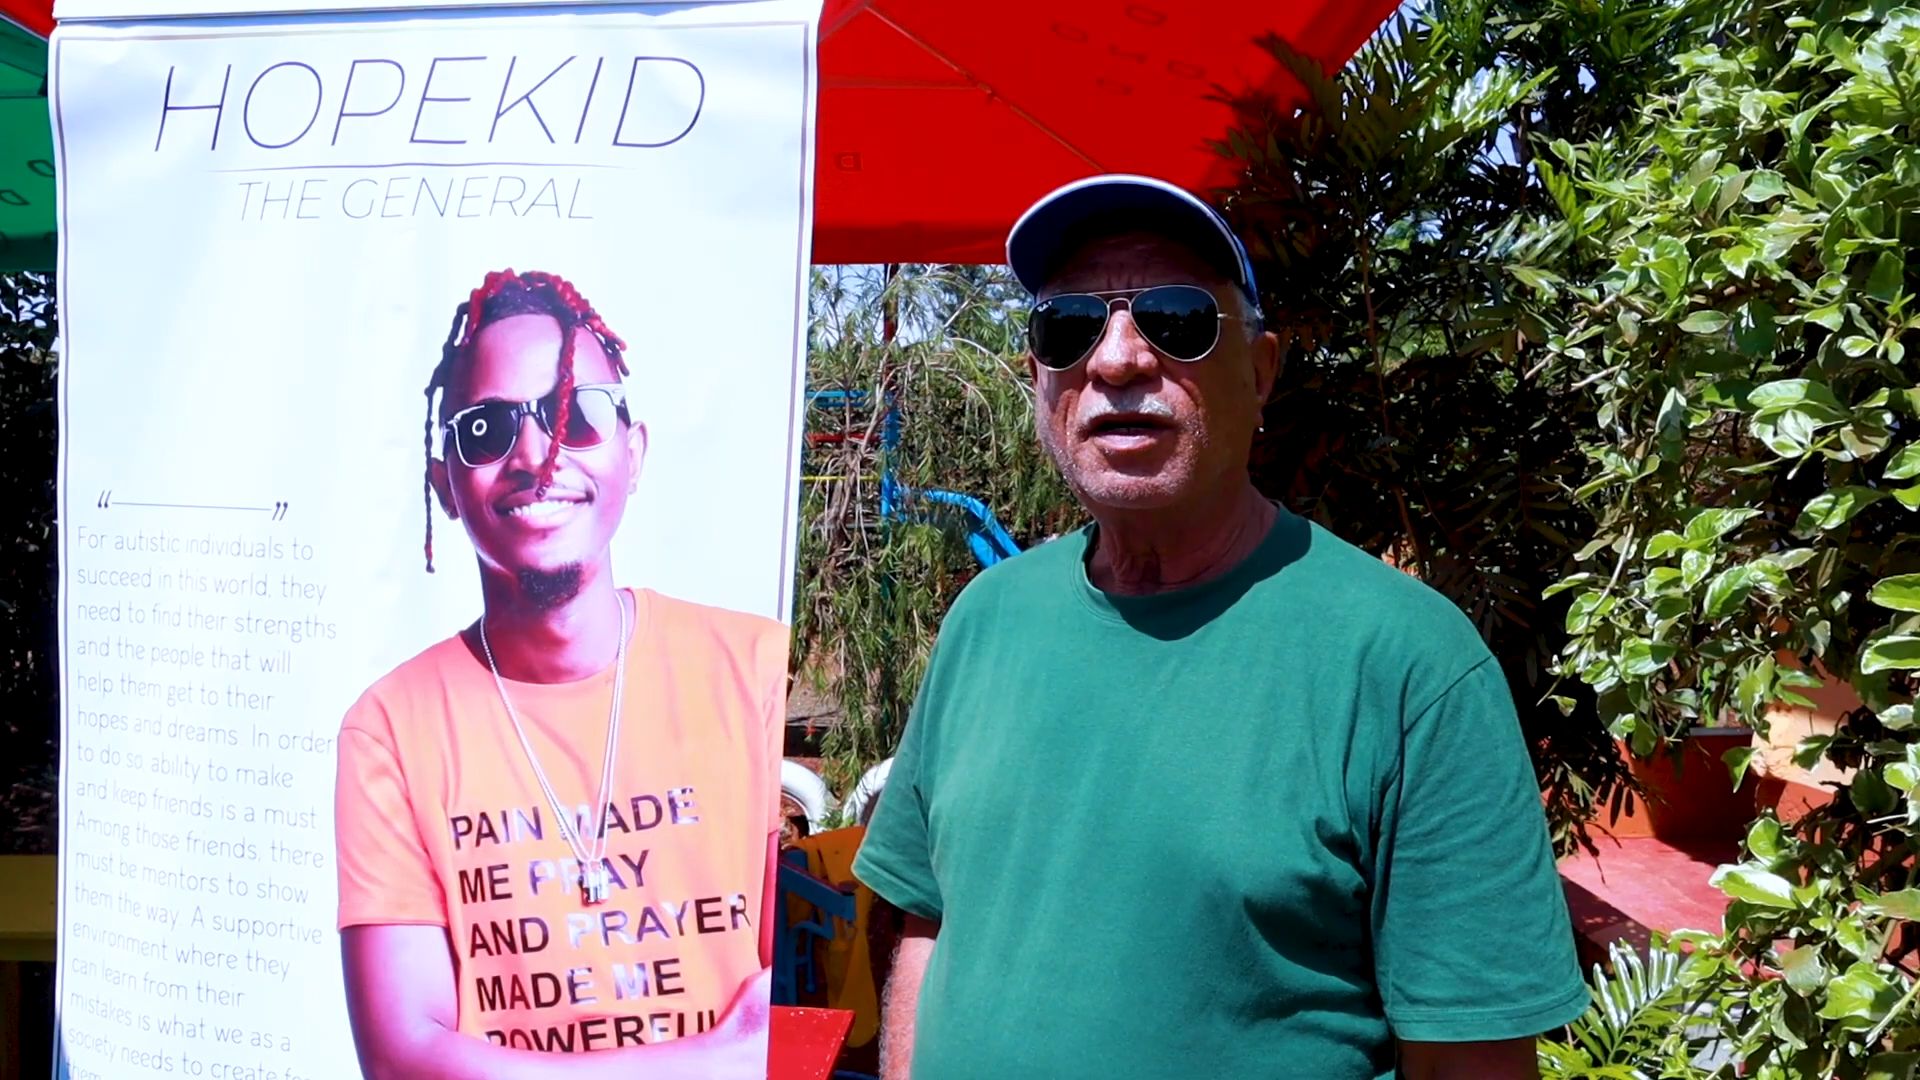 HOPEKID
THE GENERAL
“ ”
For autistic individuals to
succeed in this world, they
need to find their strengths
and the people that will
help them get to their
hopes and dreams. In order
to do so, ability to make
and keep friends is a must.
Among those friends, there
must be mentors to show
them the way. A supportive
environment where they
can learn from their
mistakes is what we as a
society needs to create for
them
PAIN MADE
ME PRAY
AND PRAYER
MADE ME
POWERFUL